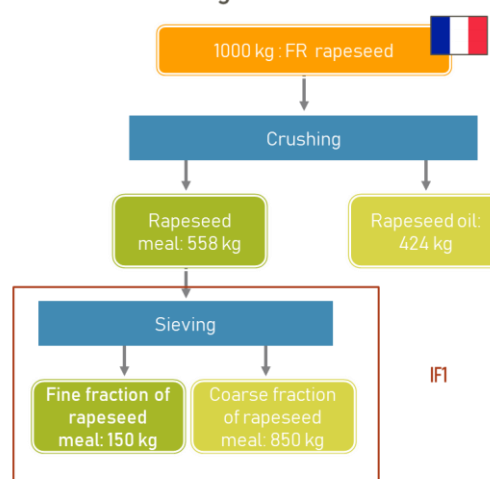 1000 kg : FR rapeseed
Crushing
Rapeseed
meal: 558 kg
Rapeseed oil:
424 kg
Sieving
IF1
Fine fraction of
rapeseed
meal: 150 kg
Coarse fraction
of rapeseed
meal: 850 kg